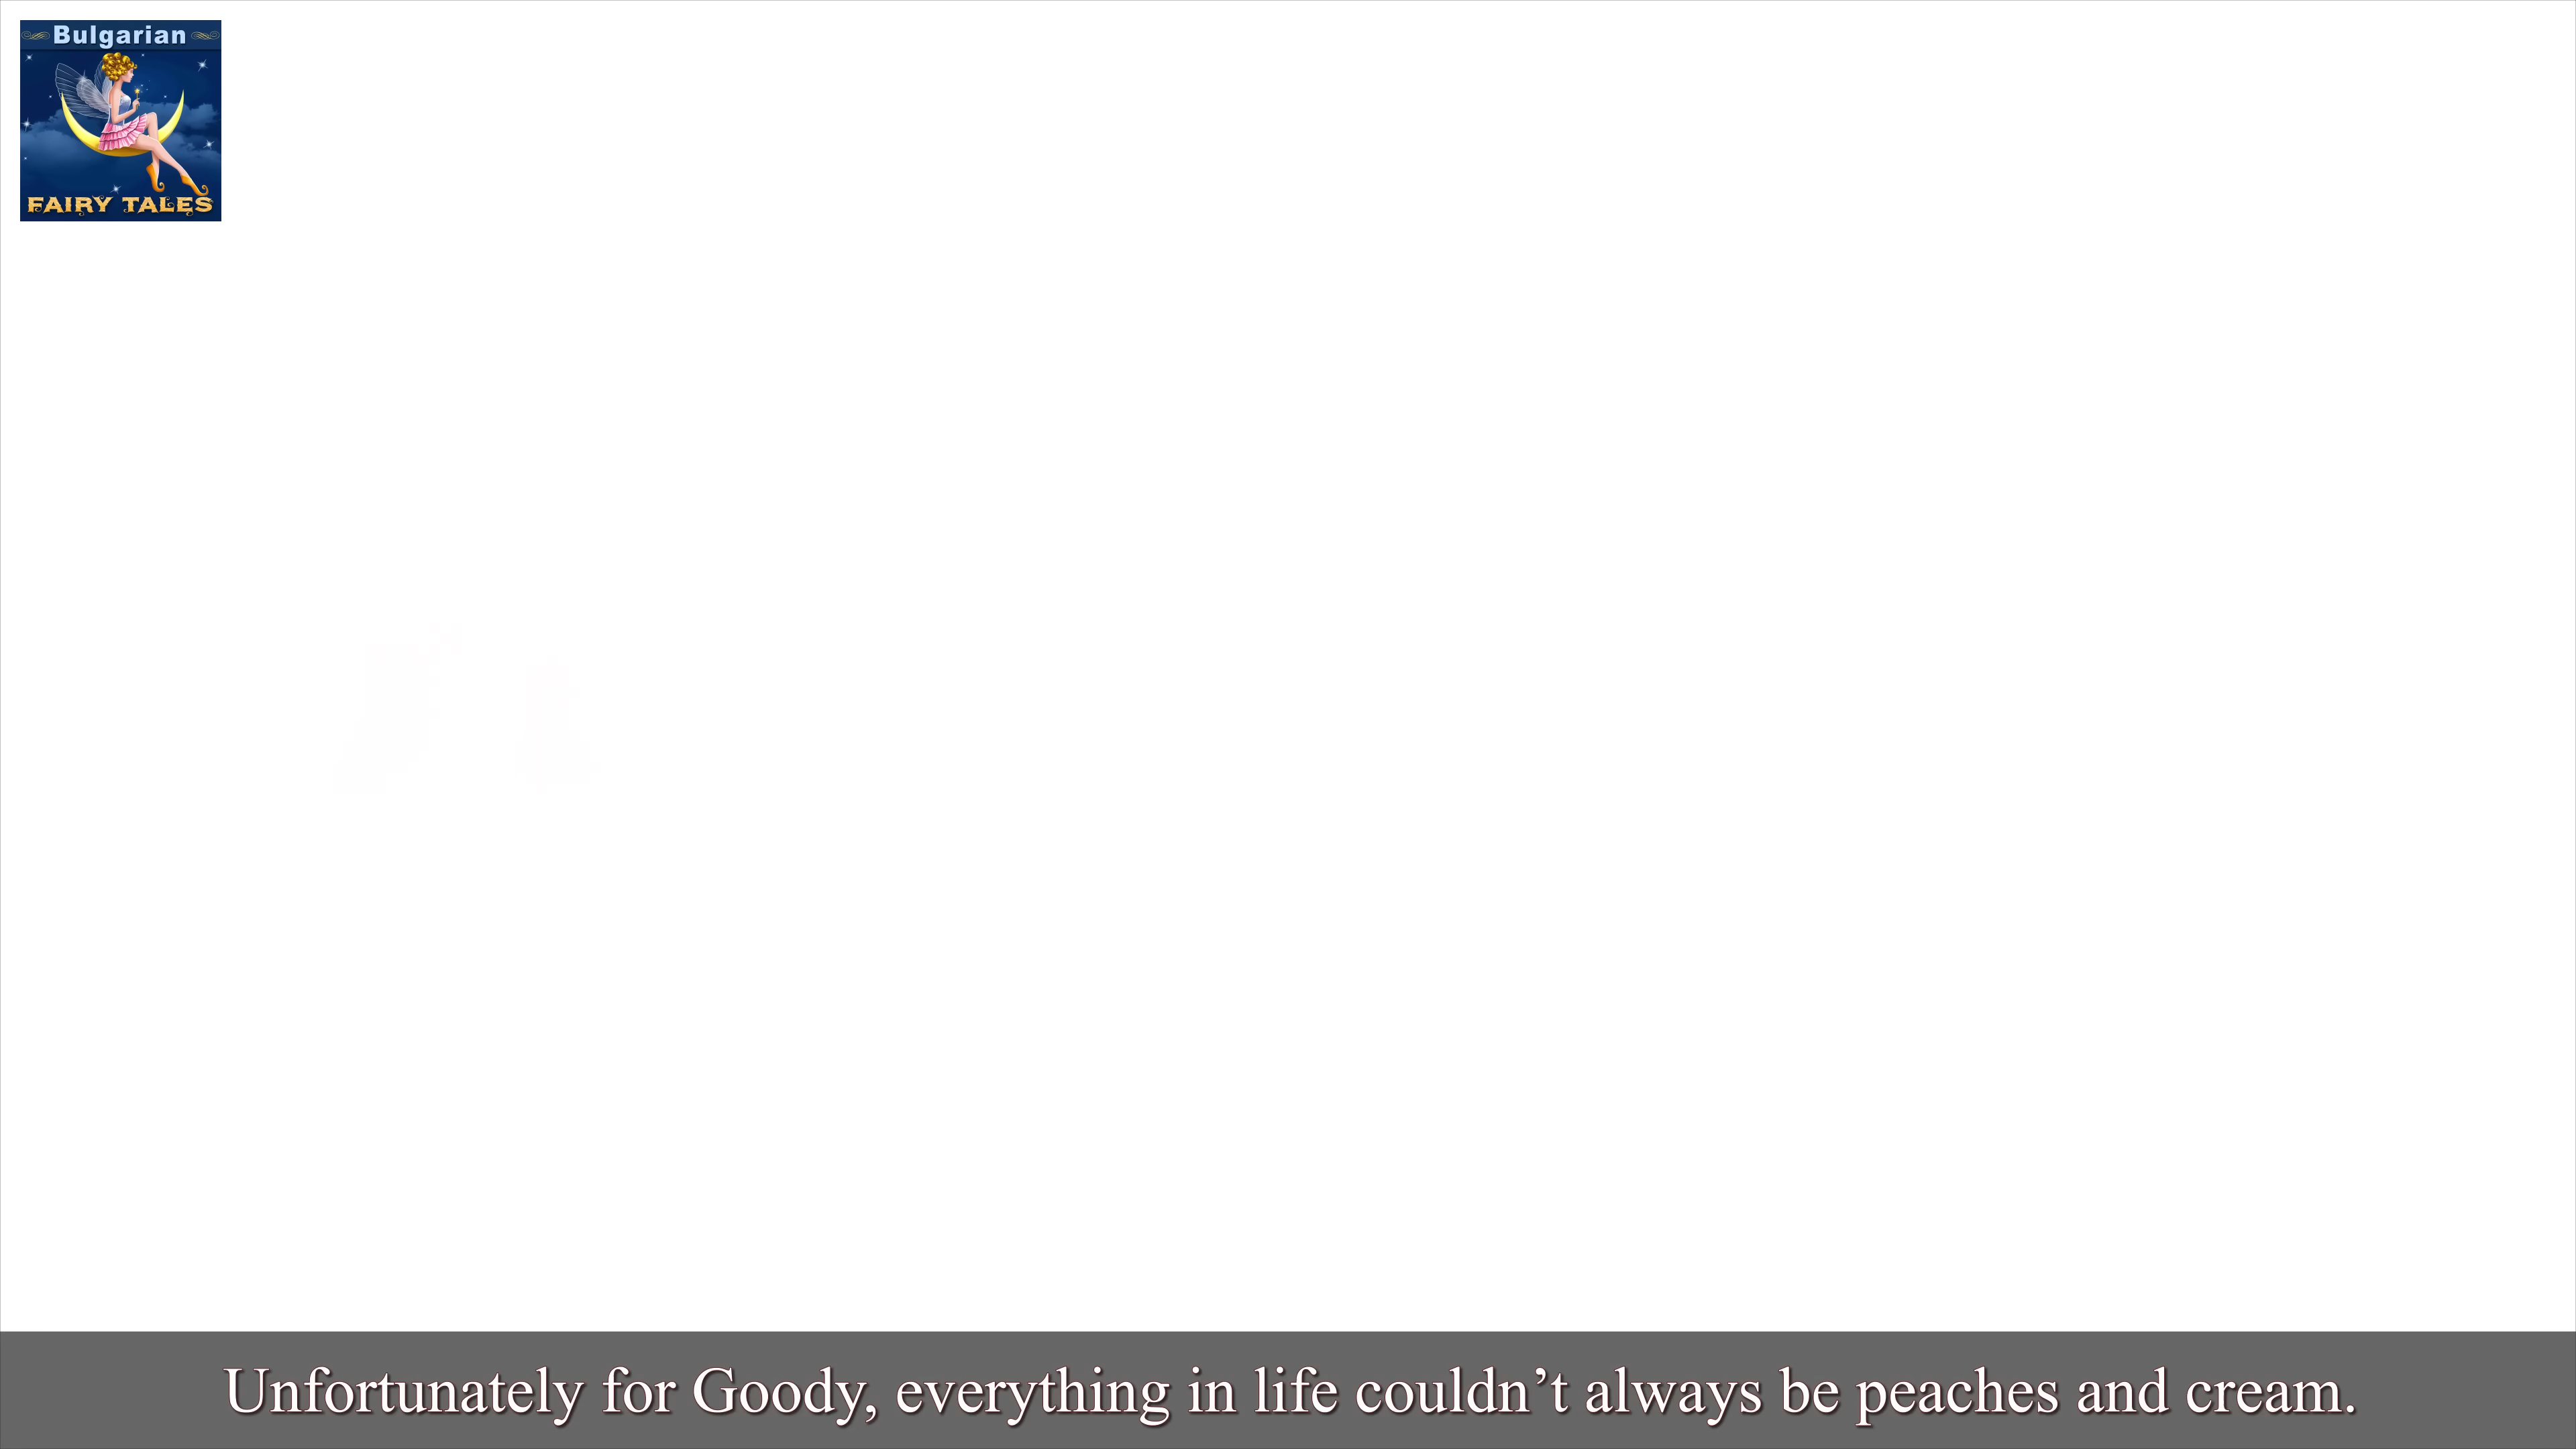 Bulgarian
FAIRY TALES
Unfortunately for Goody, everything in life couldn’t always be peaches and cream.